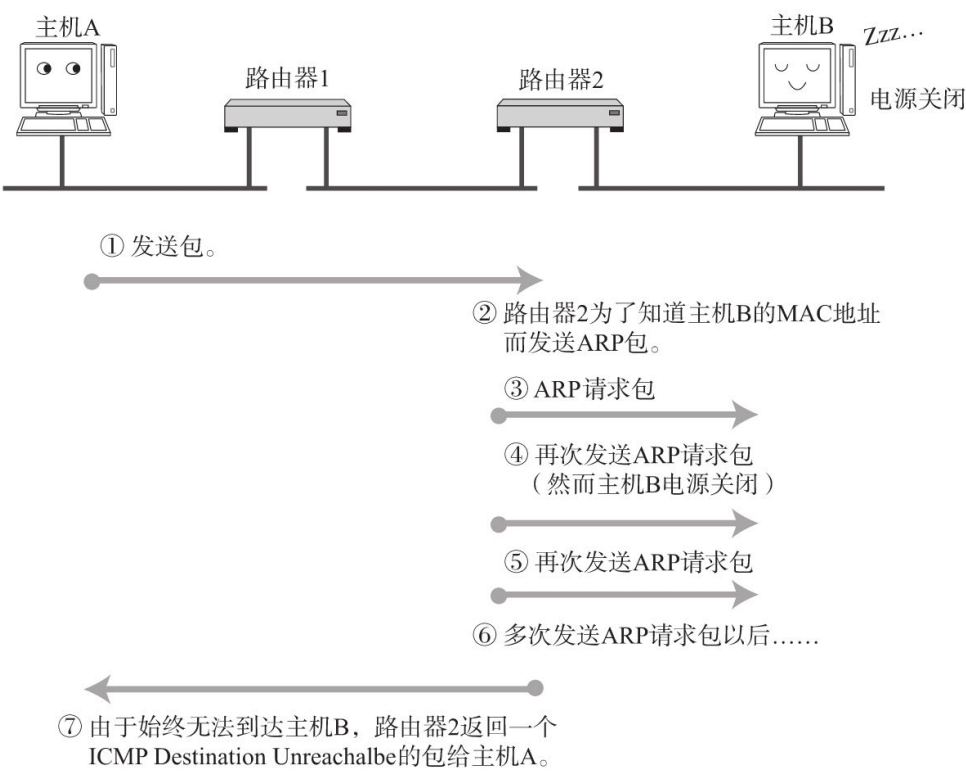 主机A
主机B
Zzz…
路由器1
路由器2
电源关闭
① 发送包。
② 路由器2为了知道主机B的MAC地址
而发送ARP包。
③ ARP请求包
④ 再次发送ARP请求包
（然而主机B电源关闭）
⑤ 再次发送ARP请求包
⑥ 多次发送ARP请求包以后……
⑦ 由于始终无法到达主机B，路由器2返回一个
ICMP Destination Unreachalbe的包给主机A。